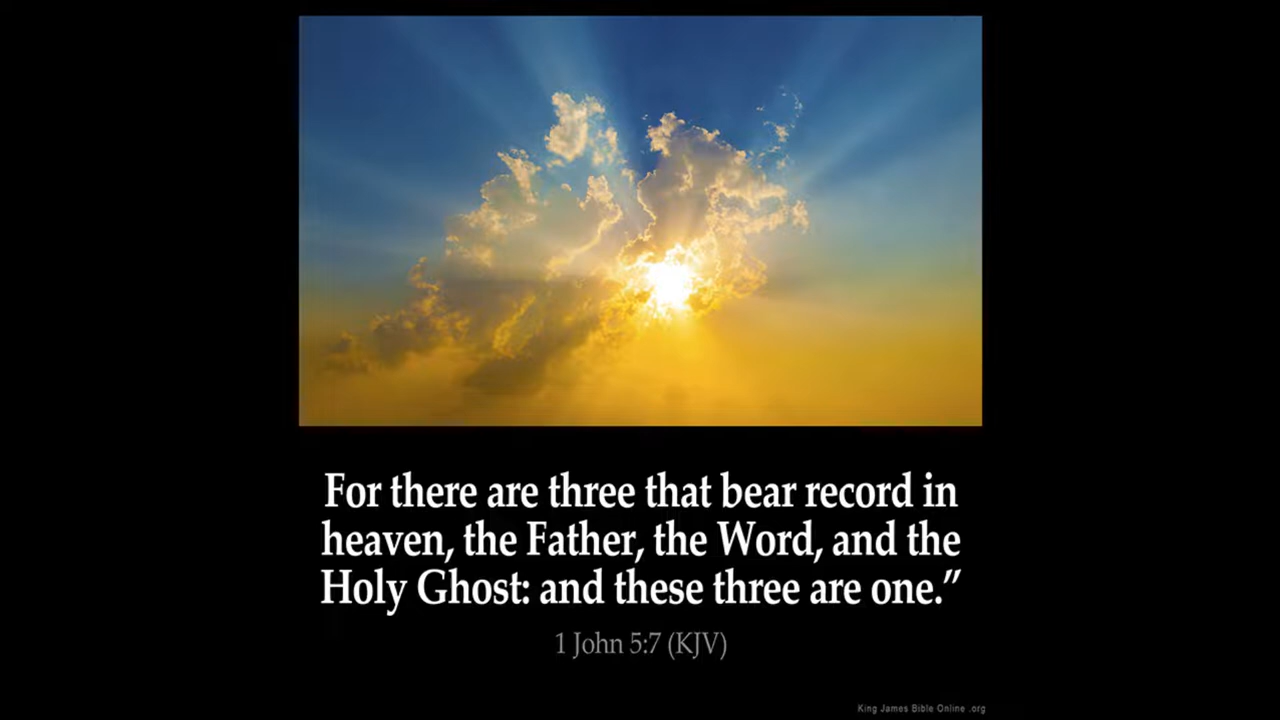 For there are three that bear record in
heaven, the Father, the Word, and the
Holy Ghost: and these three are one.”
1 John 5:7 (KJV)
King James Bible Online .org